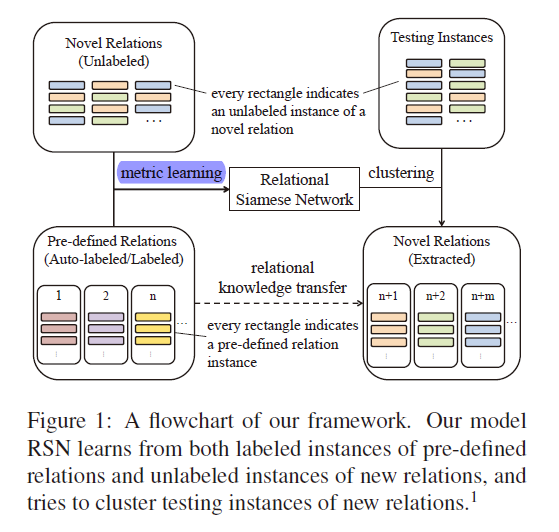 Novel Relations
(Unlabeled)
...
Testing Instances
...
every rectangle indicates
an unlabeled instance of a
novel relation
metric learning
Relational
Siamese Network
clustering
Pre-defined Relations
(Auto-labeled/Labeled)
1
2
n
...
relational
knowledge transfer
every rectangle indicates
a pre-defined relation
instance
Novel Relations
(Extracted)
n+1
n+2
n+m
...
Figure 1: A flowchart of our framework. Our model
RSN learns from both labeled instances of pre-defined
relations and unlabeled instances of new relations, and
tries to cluster testing instances of new relations.¹